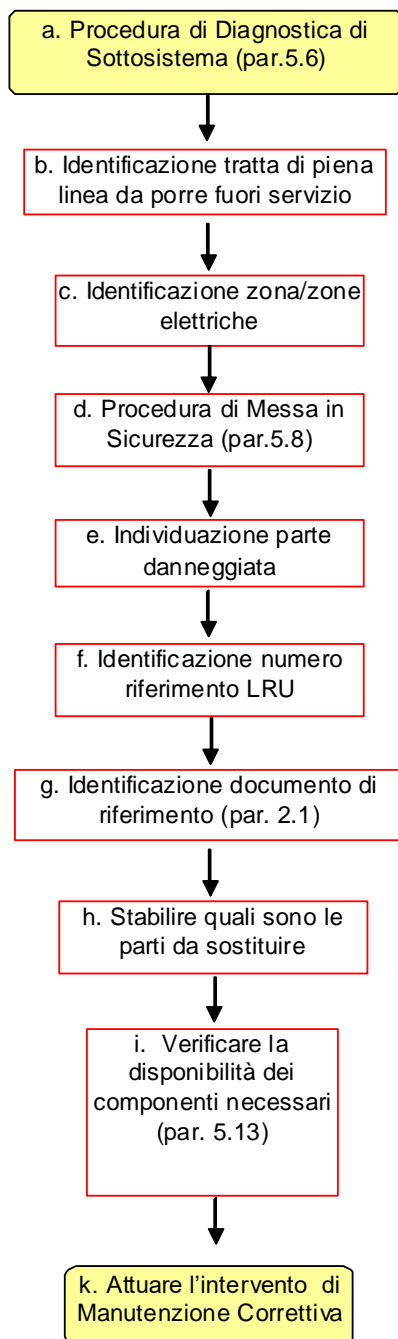 a. Procedura di Diagnostica di
Sottosistema (par.5.6)
b. Identificazione tratta di piena
linea da porre fuori servizio
c. Identificazione zona/zone
elettriche
d. Procedura di Messa in
Sicurezza (par.5.8)
e. Individuazione parte
danneggiata
f. Identificazione numero
riferimento LRU
g. Identificazione documento di
riferimento (par. 2.1)
h. Stabilire quali sono le
parti da sostituire
i. Verificare la
disponibilità dei
componenti necessari
(par. 5.13)
k. Attuare l'intervento di
Manutenzione Correttiva